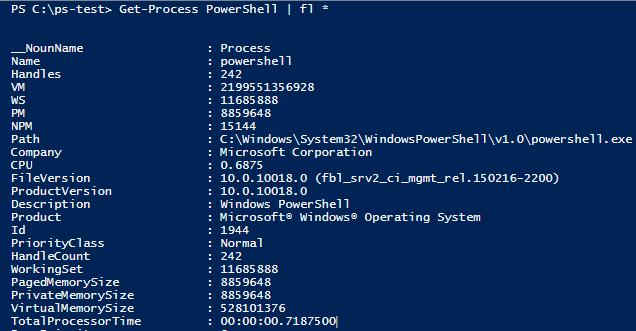 PS C:\ps-test> Get-Process PowerShell | fl *
__NounName : Process
Name : powershell
Handles : 242
VM : 2199551356928
WS : 11685888
PM : 8859648
NPM : 15144
Path : C:\Windows\System32\WindowsPowerShell\v1.0\powershell.exe
Company : Microsoft Corporation
CPU : 0.6875
FileVersion : 10.0.10018.0 (fbl_srv2_ci_mgmt_rel.150216-2200)
ProductVersion : 10.0.10018.0
Description : Windows PowerShell
Product : Microsoft® Windows® Operating System
Id : 1944
PriorityClass : Normal
HandleCount : 242
WorkingSet : 11685888
PagedMemorySize : 8859648
PrivateMemorySize : 8859648
VirtualMemorySize : 528101376
TotalProcessorTime : 00:00:00.7187500